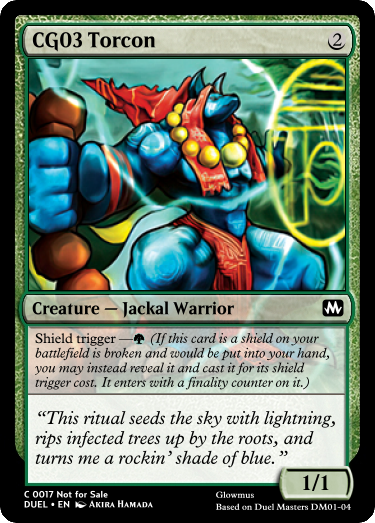 CG03 Torcon
2
Creature — Jackal Warrior
Shield trigger — (If this card is a shield on your
battlefield is broken and would be put into your hand,
you may instead reveal it and cast it for its shield
trigger cost. It enters with a finality counter on it.)
“This ritual seeds the sky with lightning,
rips infected trees up by the roots, and
turns me a rockin’ shade of blue.”
1/1
C 0017 Not for Sale
DUEL • EN Akira Hamada
Glowmus
Based on Duel Masters DM01-04